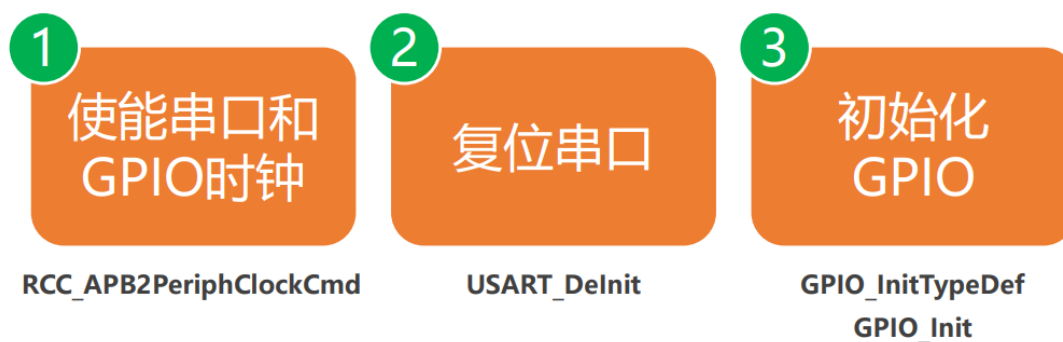 1
使能串口和
GPIO时钟
RCC_APB2PeriphClockCmd
2
复位串口
USART_DeInit
3
初始化
GPIO
GPIO_InitTypeDef
GPIO_Init